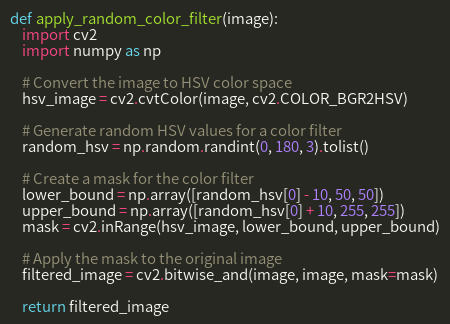 def apply_random_color_filter(image):
    import cv2
    import numpy as np

    # Convert the image to HSV color space
    hsv_image = cv2.cvtColor(image, cv2.COLOR_BGR2HSV)

    # Generate random HSV values for a color filter
    random_hsv = np.random.randint(0, 180, 3).tolist()

    # Create a mask for the color filter
    lower_bound = np.array([random_hsv[0] - 10, 50, 50])
    upper_bound = np.array([random_hsv[0] + 10, 255, 255])
    mask = cv2.inRange(hsv_image, lower_bound, upper_bound)

    # Apply the mask to the original image
    filtered_image = cv2.bitwise_and(image, image, mask=mask)

    return filtered_image